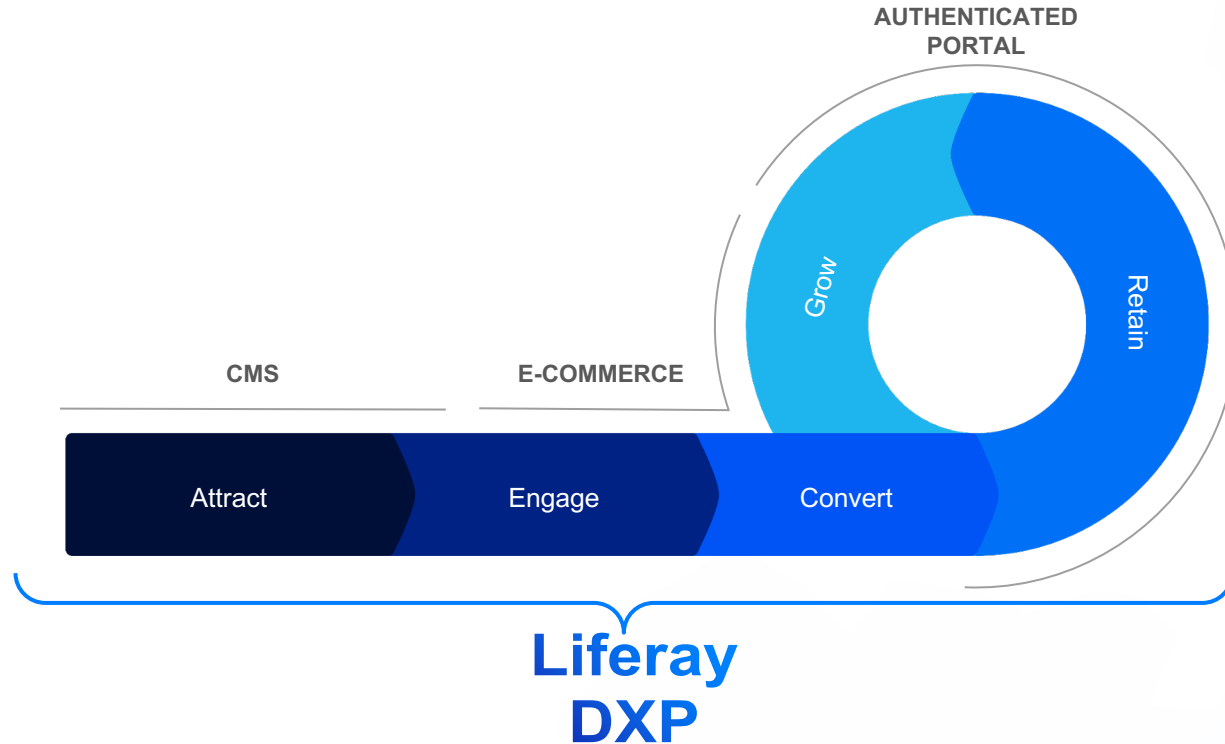 AUTHENTICATED
PORTAL
Grow
Retain
CMS
E-COMMERCE
Attract
Engage
Convert
Liferay
DXP